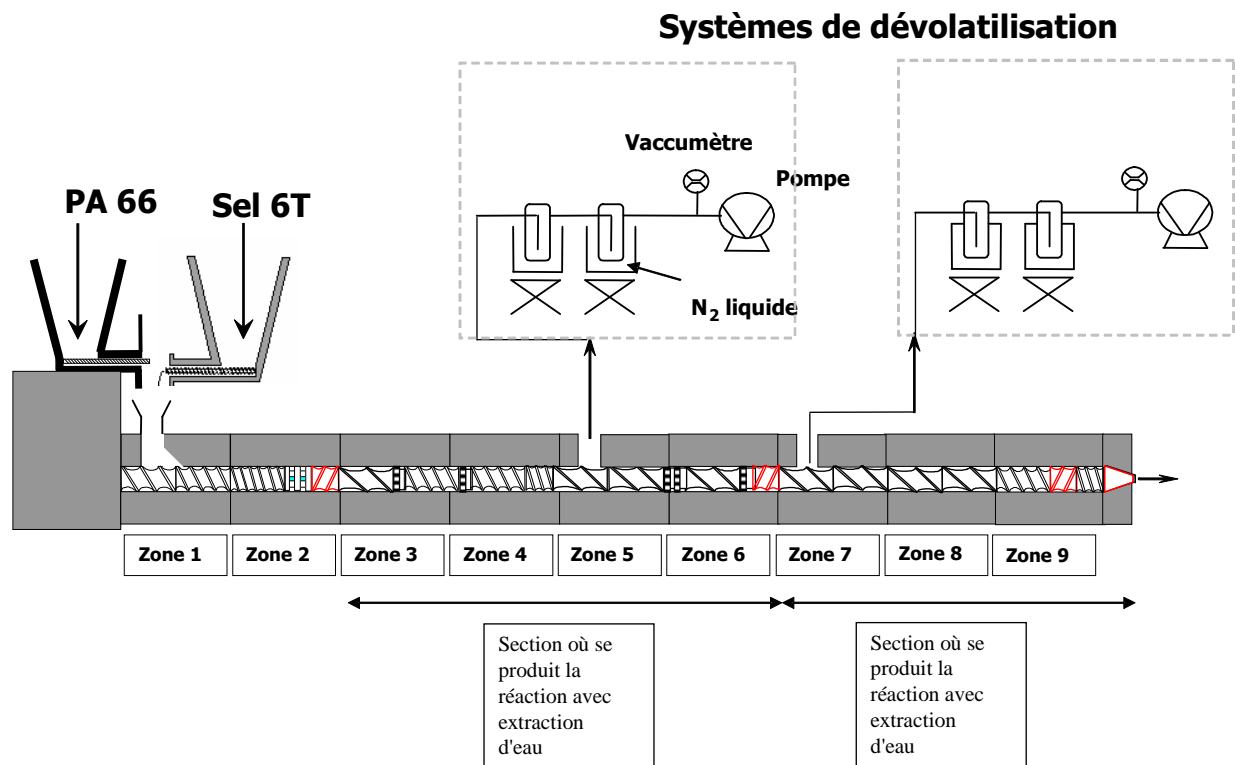 Systèmes de dévolatilisation
Vaccumètre
Pompe
PA 66
Sel 6T
N2 liquide
Zone 1
Zone 2
Zone 3
Zone 4
Zone 5
Zone 6
Zone 7
Zone 8
Zone 9
Section où se
produit la
réaction avec
extraction
d'eau
Section où se
produit la
réaction avec
extraction
d'eau